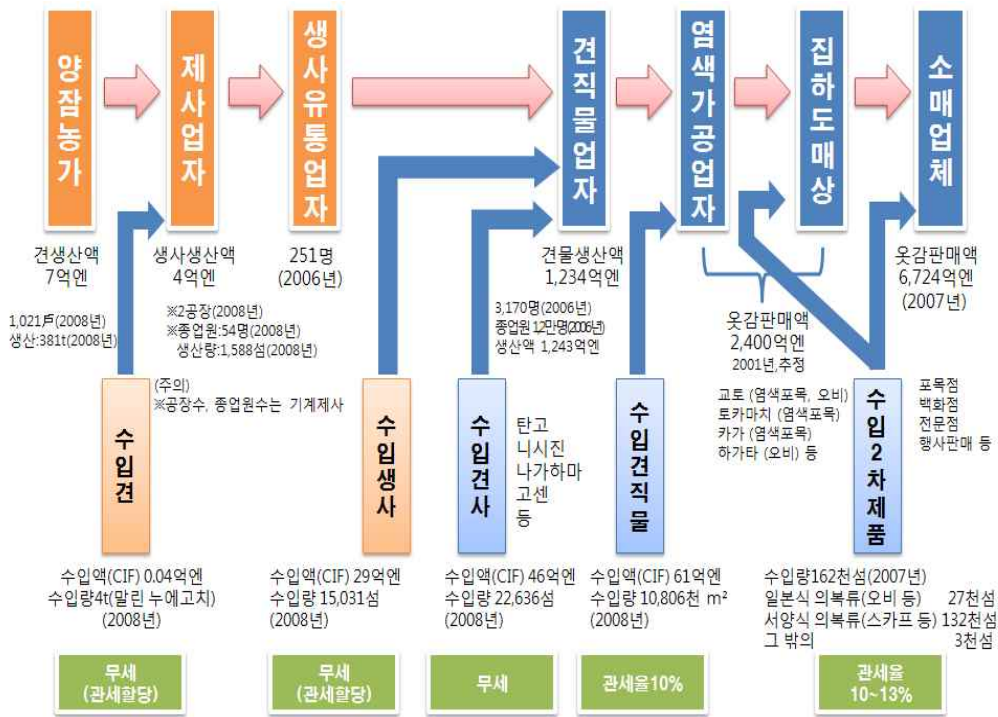 양잠농가
제사업자
생사유통업자
견직물업자
염색가공업자
집하도매상
소매업체
견생산액
7억엔
1,021戶(2008년)
생산:381t(2008년)
생사생산액
4억엔
※2공장(2008년)
※종업원:54명(2008년)
생산량:1,588섬(2008년)
(주의)
※공장수, 종업원수는 기계제사
251명
(2006년)
견물생산액
1,234억엔
3,170명(2006년)
종업원 1.2만명(2006년)
생산액 1,243억엔
옷감판매액
2,400억엔
2001년,추정
교토 (염색포목, 오비)
토카마치 (염색포목)
카가 (염색포목)
하가타 (오비) 등
옷감판매액
6,724억엔
(2007년)
포목점
백화점
전문점
행사판매 등
수입견
수입생사
수입견사
탄고
니시진
나가하마
고센
등
수입견직물
수입2차제품
수입액(CIF) 0.04억엔
수입량4t(말린 누에고치)
(2008년)
수입액(CIF) 29억엔
수입량 15,031섬
(2008년)
수입액(CIF) 46억엔
수입량 22,636섬
(2008년)
수입액(CIF) 61억엔
수입량 10,806천 m²
(2008년)
수입량162천섬(2007년)
일본식 의복류(오비 등) 27천섬
서양식 의복류(스카프 등) 132천섬
그 밖의 3천섬
무세
(관세할당)
무세
(관세할당)
무세
관세율10%
관세율
10~13%